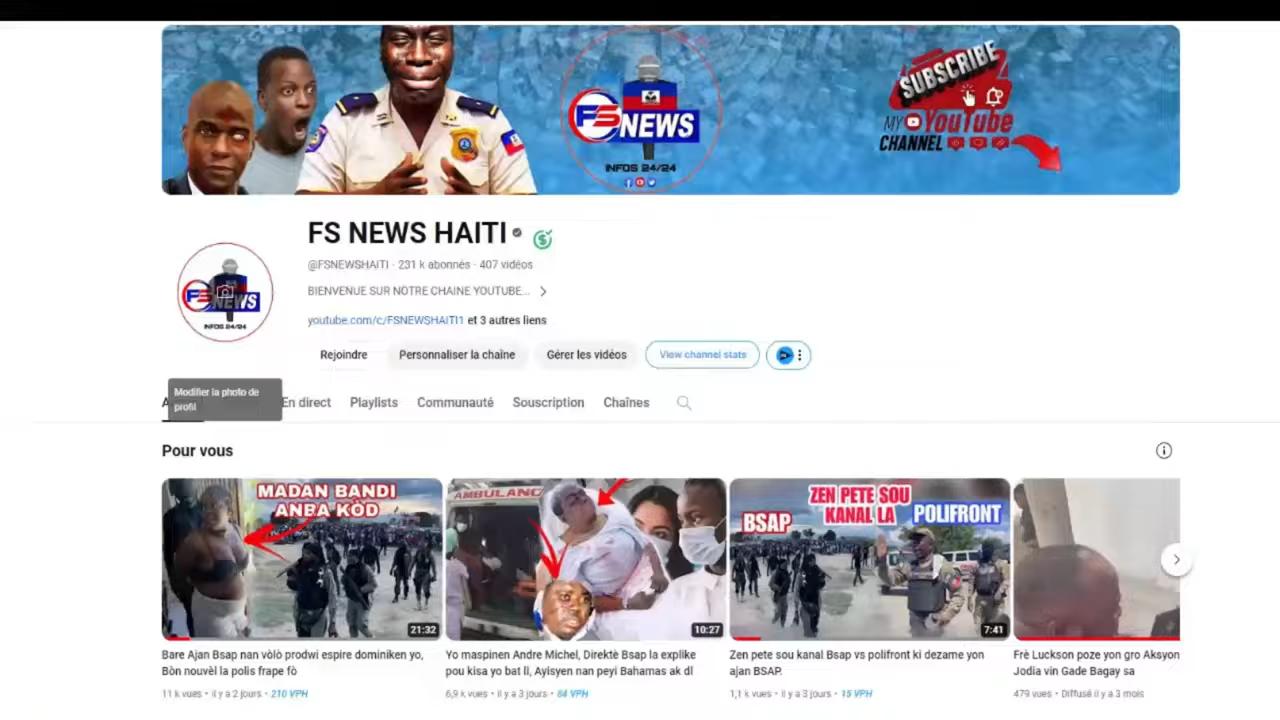 SUBSCRIBE
MY YouTube
CHANNEL
FS NEWS
INFOS 24/24
FS NEWS HAITI
@FSNEWSHAITI · 231 k abonnés · 407 vidéos
BIENVENUE SUR NOTRE CHAINE YOUTUBE...
youtube.com/c/FSNEWSHAITI1 et 3 autres liens
FS NEWS
INFOS 24/24
Rejoindre
Personnaliser la chaîne
Gérer les vidéos
View channel stats
Modifier la photo de
profil
En direct
Playlists
Communauté
Souscription
Chaînes
Pour vous
MADAN BANDI
ANBA KÒD
21:32
AMBULANC
10:27
ZEN PETE SOU
KANAL LA
BSAP
POLIFRONT
7:41
Bare Ajan Bsap nan vòlò prodwi espire dominiken yo,
Bòn nouvèl la polis frape fò
11 k vues • il y a 2 jours • 210 VPH
Yo maspinen Andre Michel, Direktè Bsap la explike
pou kisa yo bat li, Ayisyen nan peyi Bahamas ak dl
6,9 k vues • il y a 3 jours • 84 VPH
Zen pete sou kanal Bsap vs polifront ki dezame yon
ajan BSAP.
1,1 k vues • il y a 3 jours • 15 VPH
Frè Luckson poze yon gro Aksyon
Jodia vin Gade Bagay sa
479 vues • Diffusé il y a 3 mois